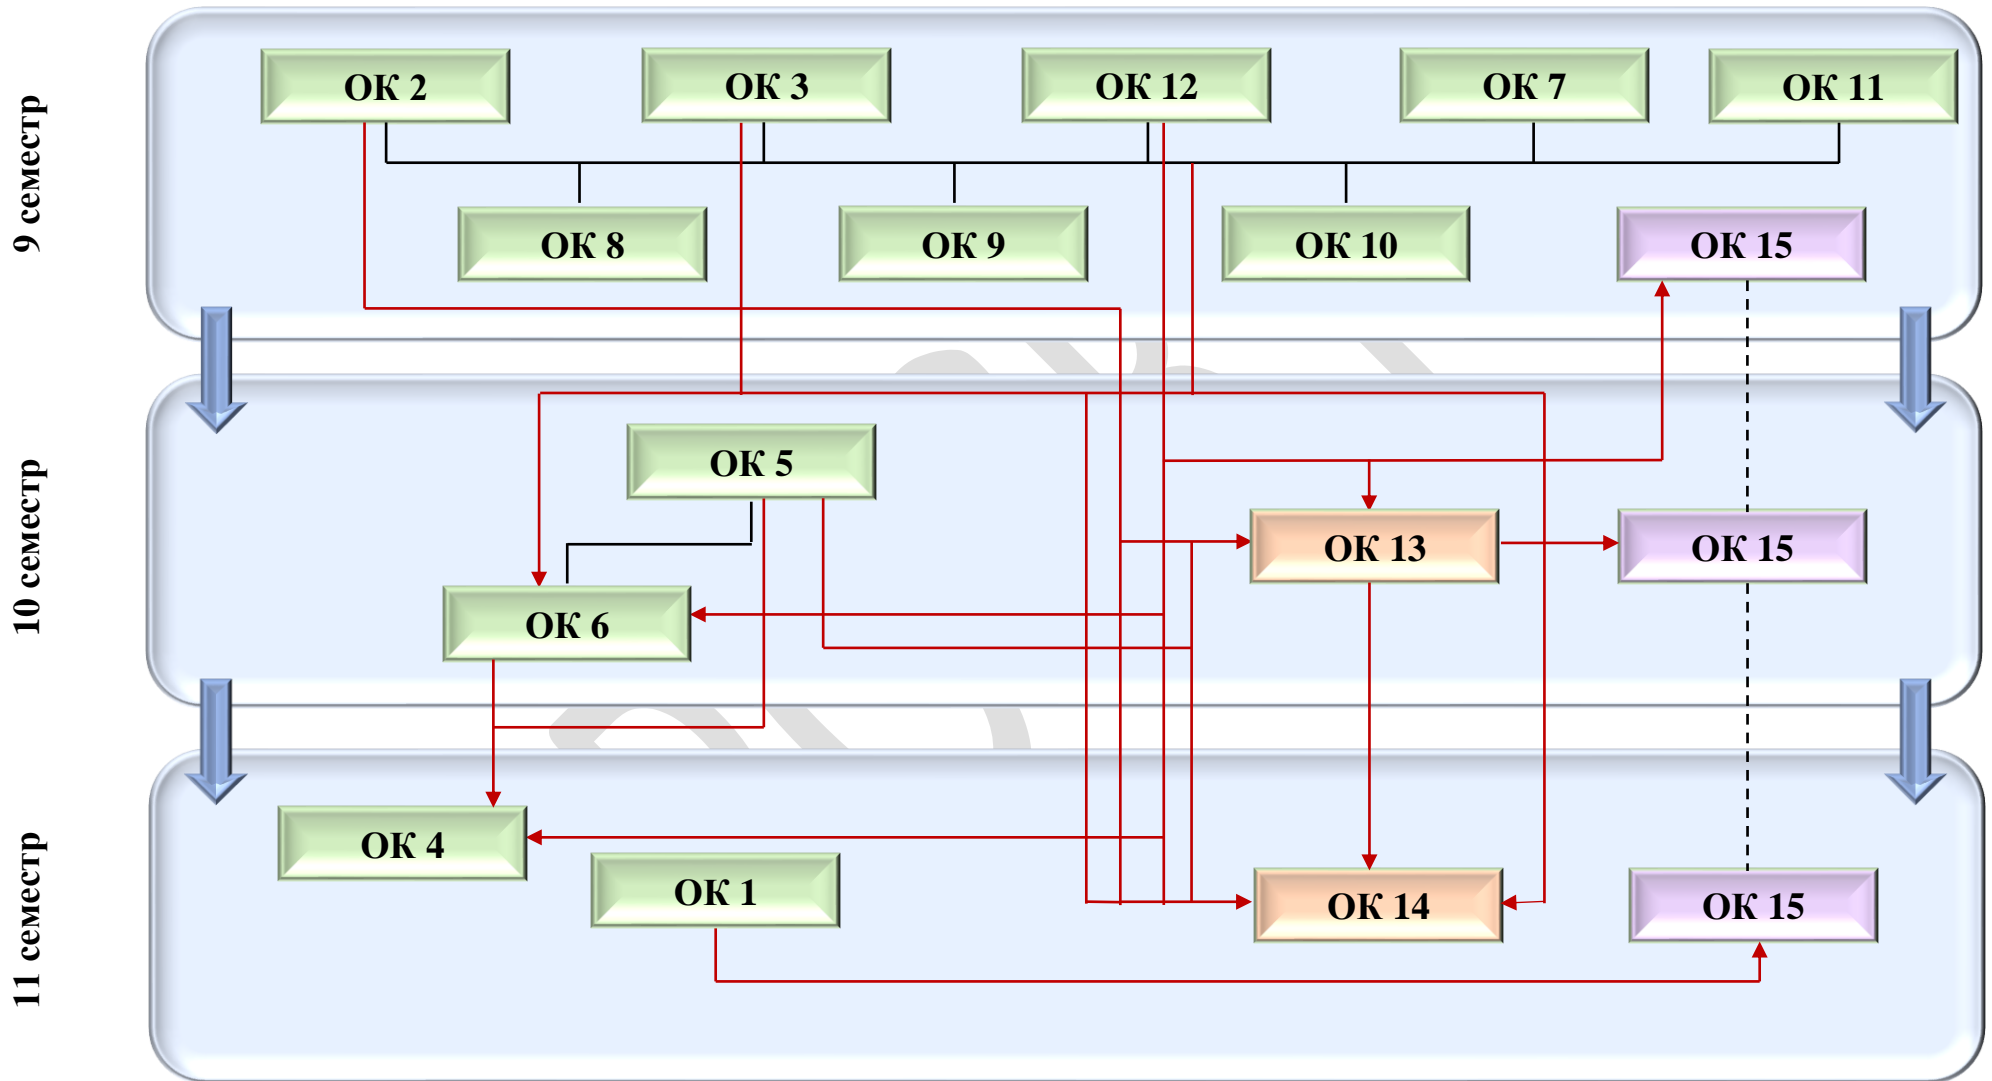 9 семестр
ОК 2
ОК 3
ОК 12
ОК 7
ОК 11
ОК 8
ОК 9
ОК 10
ОК 15
10 семестр
ОК 5
ОК 13
ОК 15
ОК 6
11 семестр
ОК 4
ОК 1
ОК 14
ОК 15